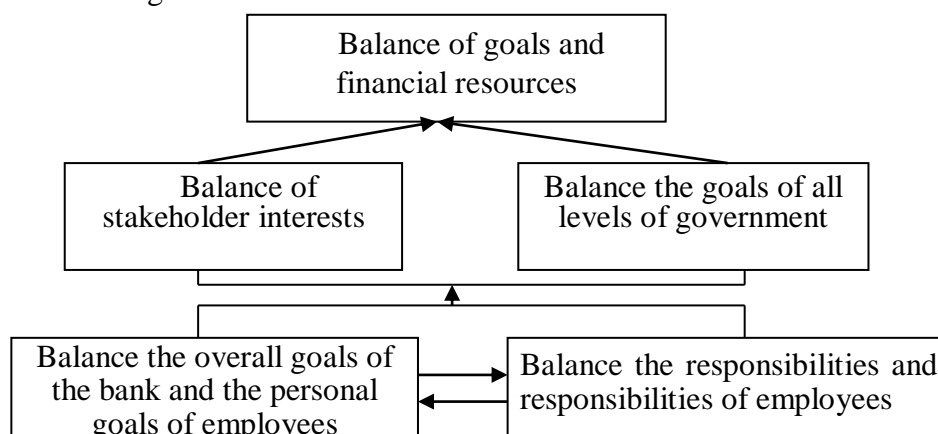 Balance of goals and
financial resources
Balance of
stakeholder interests
Balance the goals of all
levels of government
Balance the overall goals of
the bank and the personal
goals of employees
Balance the responsibilities and
responsibilities of employees